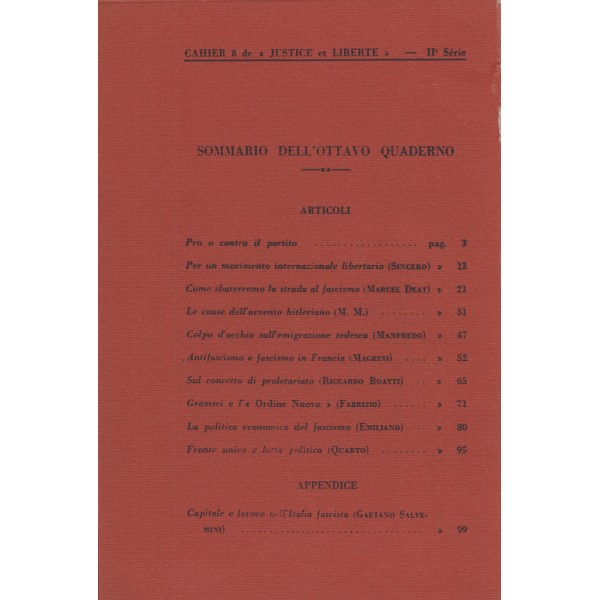 CAHIER 8 de « JUSTICE et LIBERTE » — IIe Série
SOMMARIO DELL'OTTAVO QUADERNO
ARTICOLI
Pro o contro il partito .................. pag. 3
Per un movimento internazionale libertario (SINCERO) » 13
Come sbarreremo la strada al fascismo (MARCEL DEAT) » 21
Le cause dell'avvento hitleriano (M. M.) ........ » 31
Colpo d'occhio sull'emigrazione tedesca (MANFREDO) » 47
Antifascismo e fascismo in Francia (MAGRINI) .... » 52
Sul concetto di proletariato (RICCARDO BOATTI) .. » 65
Gramsci e l'« Ordine Nuovo » (FABRIZIO) ...... » 71
La politica economica del fascismo (EMILIANO) .. » 80
Fronte unico e lotta politica (QUARTO) ........ » 95
APPENDICE
Capitale e lavoro nell'Italia fascista (GAETANO SALVE-
MINI) ................................ » 99